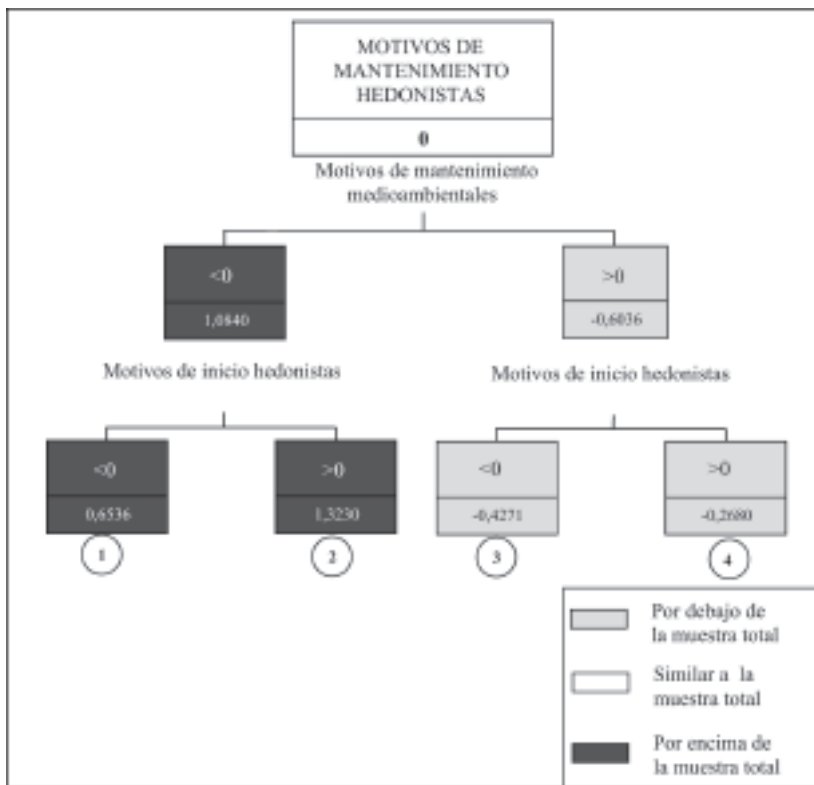 MOTIVOS DE
MANTENIMIENTO
HEDONISTAS
0
Motivos de mantenimiento
medioambientales
<0
1,0840
>0
-0,6036
Motivos de inicio hedonistas
Motivos de inicio hedonistas
<0
0,6536
>0
1,3230
<0
-0,4271
>0
-0,2680
1
2
3
4
Por debajo de
la muestra total
Similar a la
muestra total
Por encima de
la muestra total